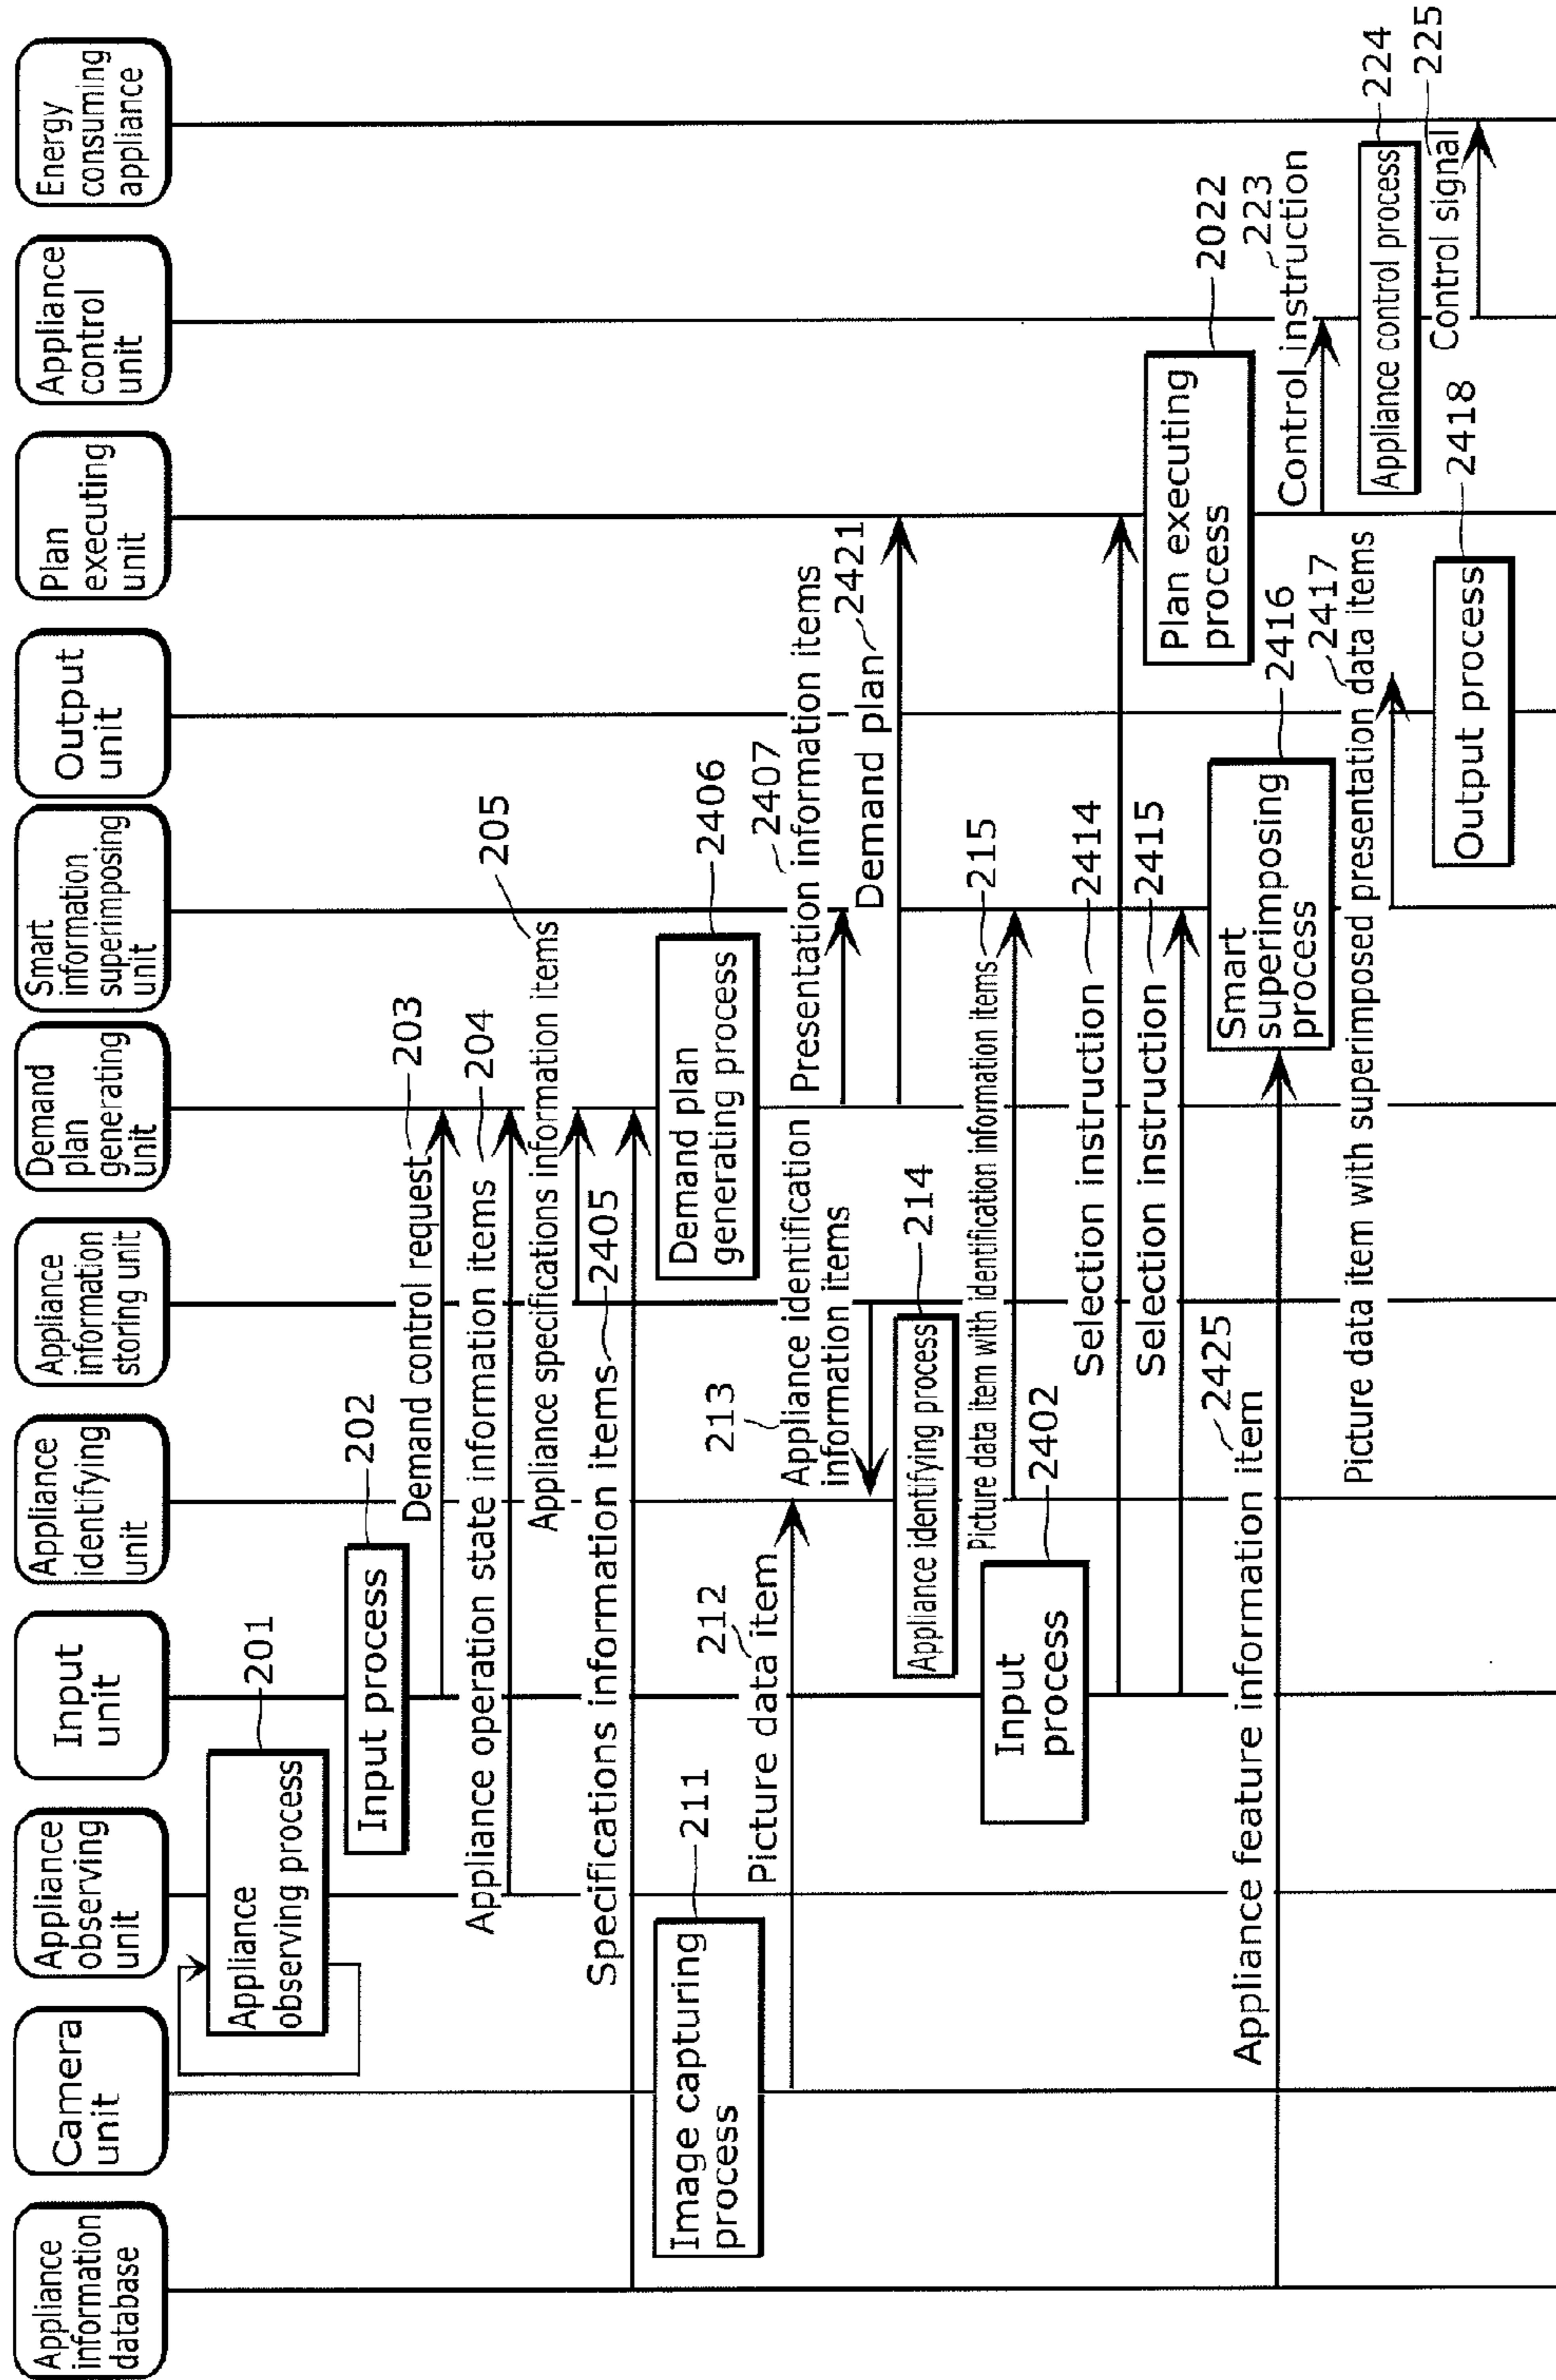 Appliance
information
database
Camera
unit
Appliance
observing
unit
Input
unit
Appliance
identifying
unit
Appliance
information
storing unit
Demand
plan
generating
unit
Smart
information
superimposing
unit
Output
unit
Plan
executing
unit
Appliance
control
unit
Energy
consuming
appliance
201
Appliance
observing process
202
Input process
Demand control request 203
Appliance operation state information items 204
205
Appliance specifications information items
Specifications information items 2405
211
Image capturing
process
2406
Demand plan
generating process
212
Picture data item
2407
Presentation information items
213
Appliance identification
information items
Demand plan 2421
214
Appliance identifying process
Picture data item with identification information items 215
2402
Input
process
Selection instruction 2414
Selection instruction 2415
2022
Plan executing
process
2425
Appliance feature information item
2416
Smart
superimposing
process
223
Control instruction
2417
Picture data item with superimposed presentation data items
224
Appliance control process
225
Control signal
2418
Output process